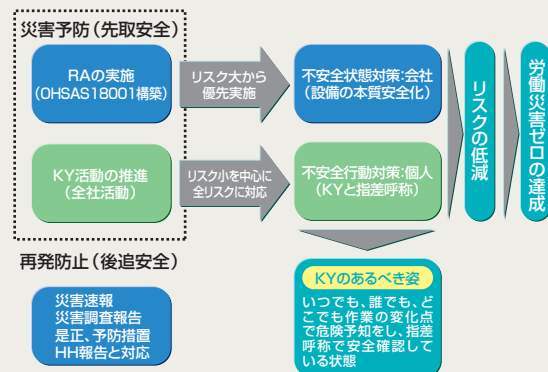 災害予防(先取安全)
RAの実施
(OHSAS18001構築)
リスク大から
優先実施
不安全状態対策:会社
(設備の本質安全化)
KY活動の推進
(全社活動)
リスク小を中心に
全リスクに対応
不安全行動対策:個人
(KYと指差呼称)
リスクの低減
労働災害ゼロの達成
再発防止(後追安全)
災害速報
災害調査報告
是正、予防措置
HH報告と対応
KYのあるべき姿
いつでも、誰でも、ど
こでも作業の変化点
で危険予知をし、指差
呼称で安全確認して
いる状態